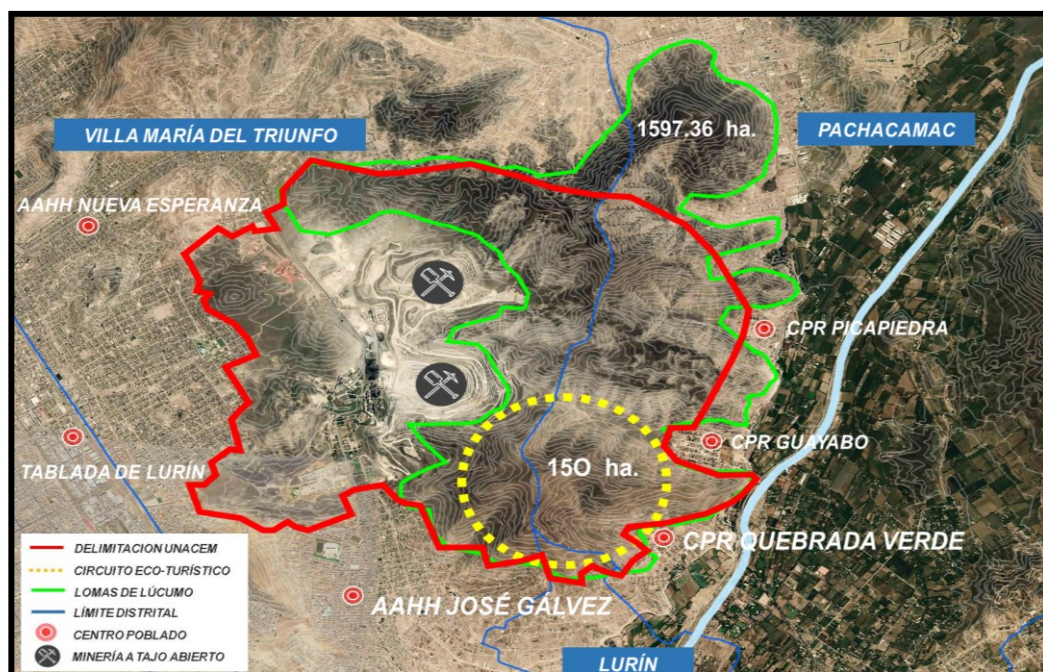 1597.36 ha.
VILLA MARÍA DEL TRIUNFO
PACHACAMAC
AAHH NUEVA ESPERANZA
CPR PICAPIEDRA
CPR GUAYABO
TABLADA DE LURÍN
150 ha.
CPR QUEBRADA VERDE
AAHH JOSÉ GÁLVEZ
LURÍN
DELIMITACION UNACEM
CIRCUITO ECO-TURÍSTICO
LOMAS DE LÚCUMO
LÍMITE DISTRITAL
CENTRO POBLADO
MINERÍA A TAJO ABIERTO